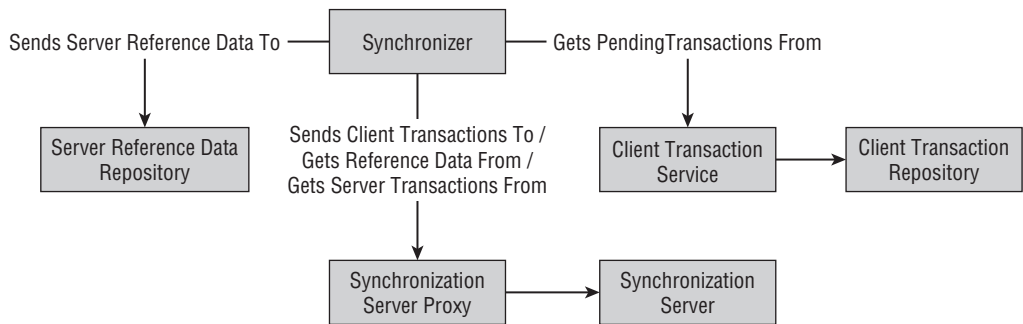 Sends Server Reference Data To
Synchronizer
Gets PendingTransactions From
Sends Client Transactions To /
Gets Reference Data From /
Gets Server Transactions From
Server Reference Data
Repository
Client Transaction
Service
Client Transaction
Repository
Synchronization
Server Proxy
Synchronization
Server